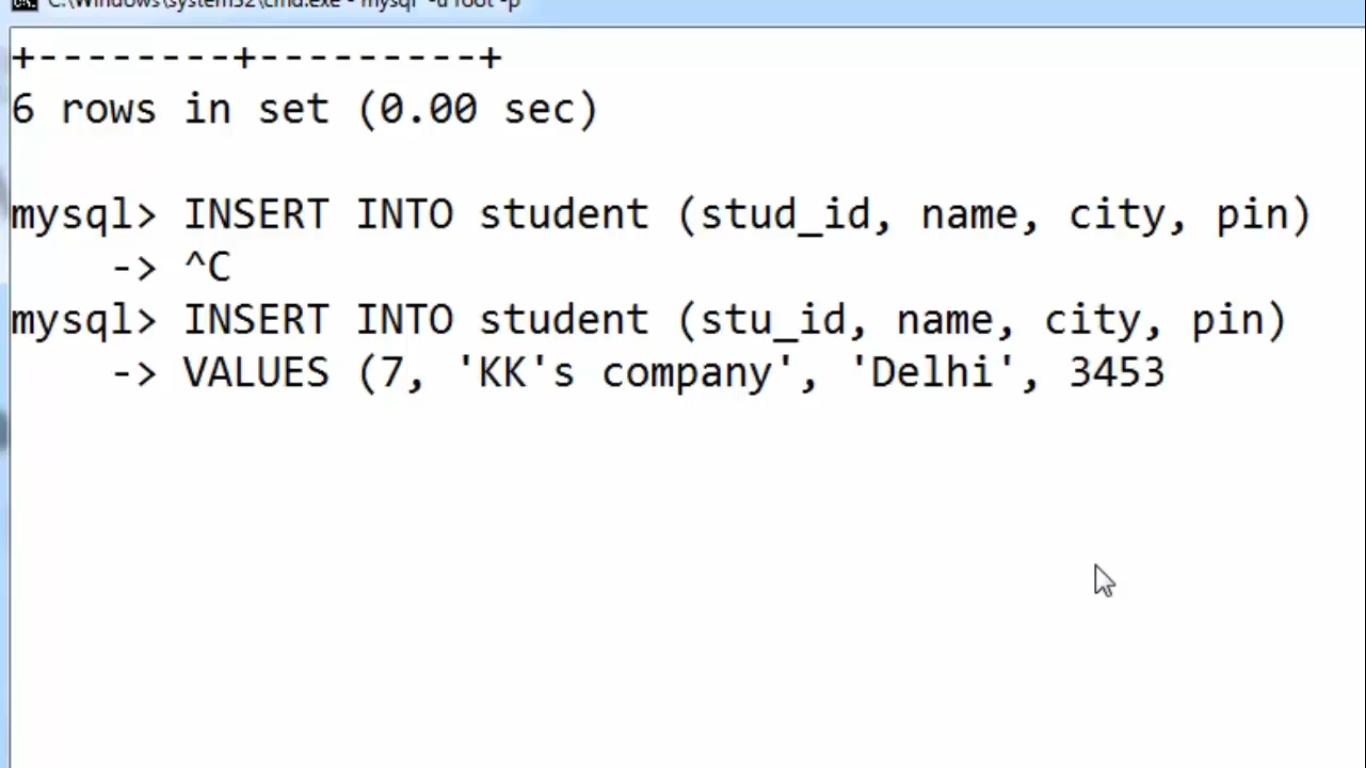 C:\Windows\system32\cmd.exe - mysql -u root -p
+--------+---------+
6 rows in set (0.00 sec)
mysql> INSERT INTO student (stud_id, name, city, pin)
-> ^C
mysql> INSERT INTO student (stu_id, name, city, pin)
-> VALUES (7, 'KK's company', 'Delhi', 3453